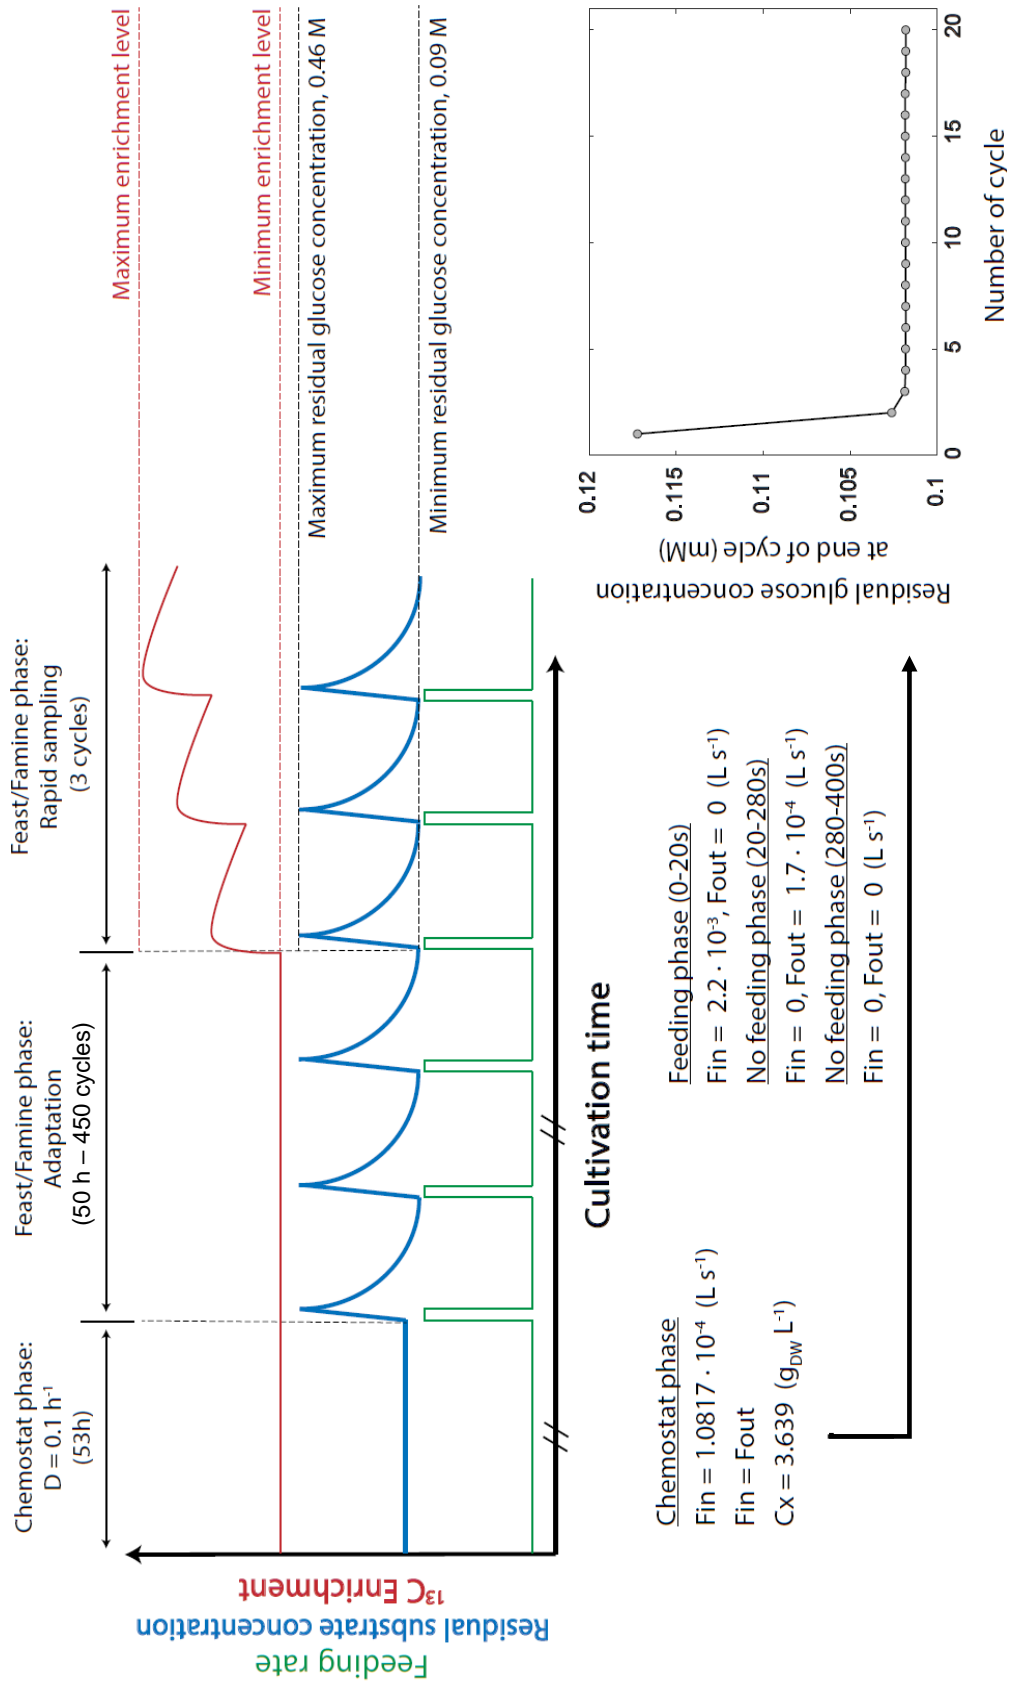 Chemostat phase:
D = 0.1 h⁻¹
(53h)
Feast/Famine phase:
Adaptation
(50 h – 450 cycles)
Feast/Famine phase:
Rapid sampling
(3 cycles)
Maximum enrichment level
Minimum enrichment level
Maximum residual glucose concentration, 0.46 M
Minimum residual glucose concentration, 0.09 M
¹³C Enrichment
Residual substrate concentration
Feeding rate
Cultivation time
Chemostat phase
Fin = 1.0817 · 10⁻⁴ (L s⁻¹)
Fin = Fout
Cx = 3.639 (g_DW L⁻¹)
Feeding phase (0-20s)
Fin = 2.2 · 10⁻³, Fout = 0 (L s⁻¹)
No feeding phase (20-280s)
Fin = 0, Fout = 1.7 · 10⁻⁴ (L s⁻¹)
No feeding phase (280-400s)
Fin = 0, Fout = 0 (L s⁻¹)
Residual glucose concentration
at end of cycle (mM)
0.12
0.115
0.11
0.105
0.1
0
5
10
15
20
Number of cycle